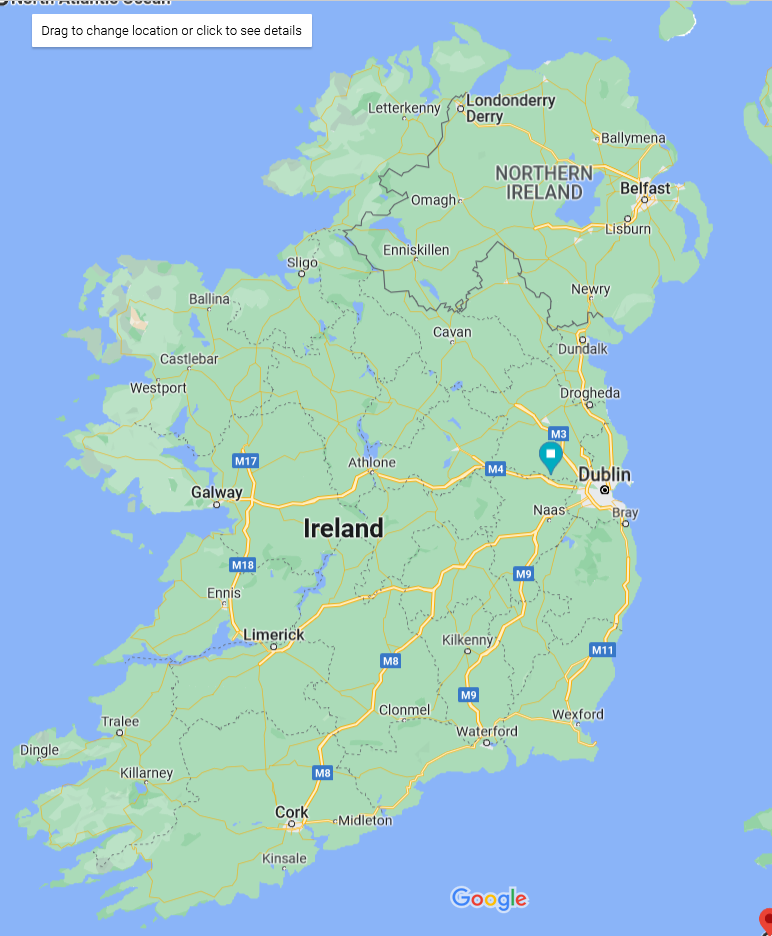 North Atlantic Ocean
Drag to change location or click to see details
Letterkenny
Londonderry
Derry
Ballymena
NORTHERN
IRELAND
Belfast
Omagh
Lisburn
Enniskillen
Sligo
Newry
Ballina
Cavan
Dundalk
Castlebar
Westport
Drogheda
M3
M17
Athlone
M4
Dublin
Galway
Naas
Bray
Ireland
M18
M9
Ennis
Limerick
Kilkenny
M11
M8
M9
Clonmel
Wexford
Tralee
Waterford
Dingle
Killarney
M8
Cork
Midleton
Kinsale
Google